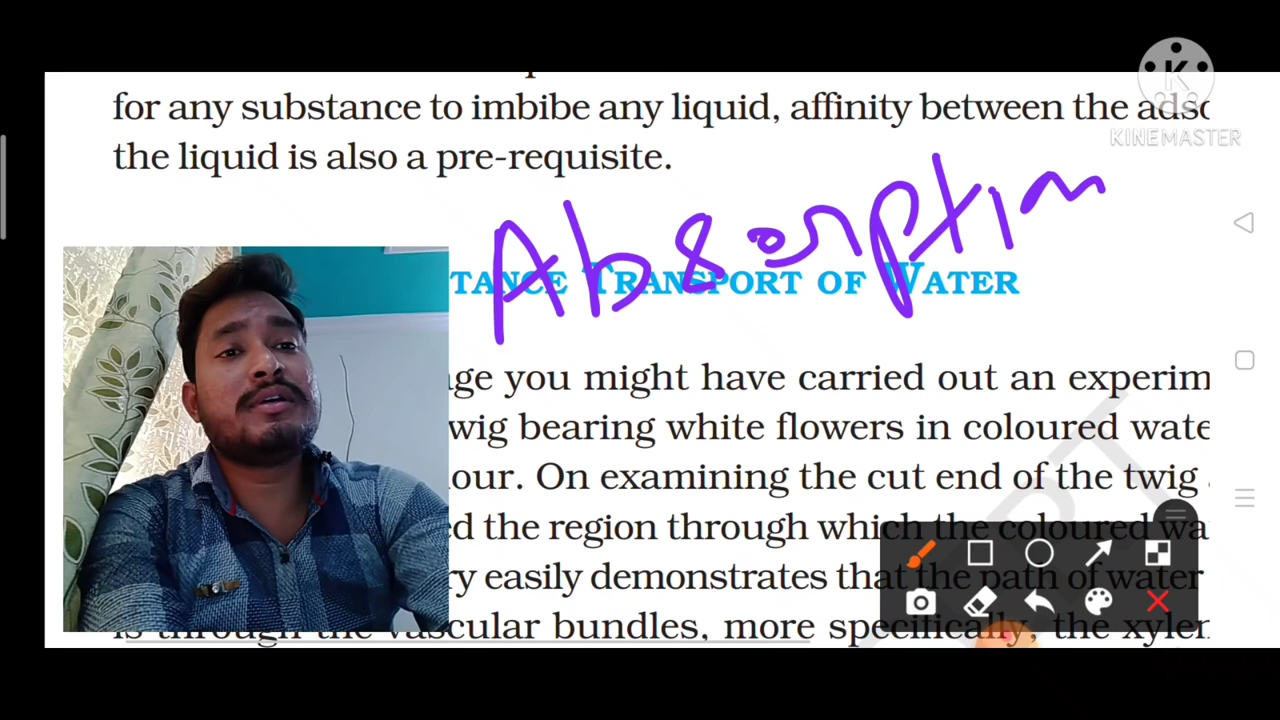 for any substance to imbibe any liquid, affinity between the adso
the liquid is also a pre-requisite.
KINEMASTER
Absorption
TANCE TRANSPORT OF WATER
ge you might have carried out an experim
wig bearing white flowers in coloured wate
our. On examining the cut end of the twig
ed the region through which the coloured wa
ry easily demonstrates that the path of water
is through the vascular bundles, more specifically, the xylem